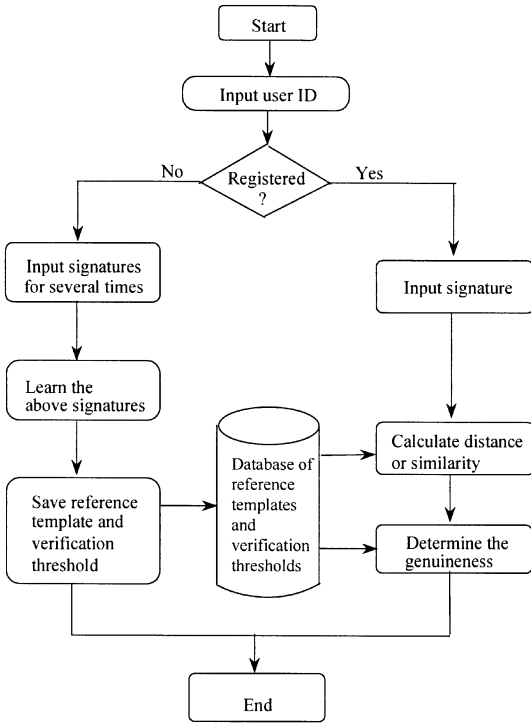 Start
Input user ID
No
Registered
?
Yes
Input signatures
for several times
Input signature
Learn the
above signatures
Database of
reference
templates
and
verification
thresholds
Calculate distance
or similarity
Save reference
template and
verification
threshold
Determine the
genuineness
End